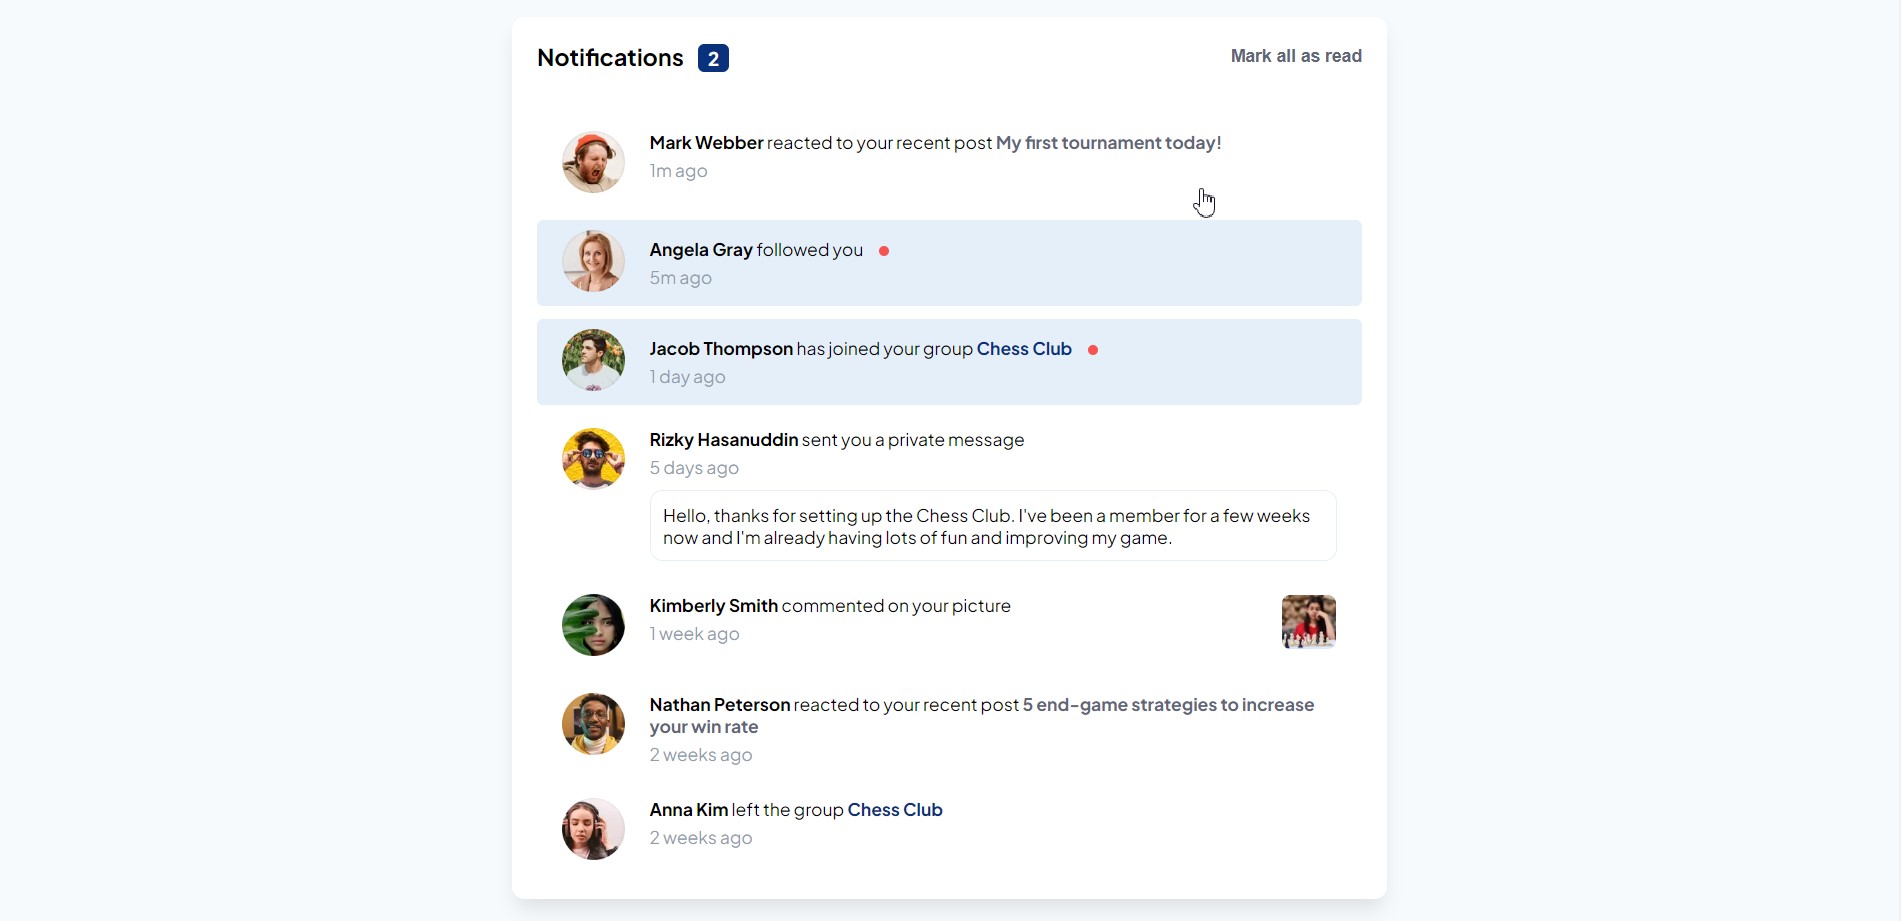 Notifications 2
Mark all as read
Mark Webber reacted to your recent post My first tournament today!
1m ago
Angela Gray followed you
5m ago
Jacob Thompson has joined your group Chess Club
1 day ago
Rizky Hasanuddin sent you a private message
5 days ago
Hello, thanks for setting up the Chess Club. I've been a member for a few weeks
now and I'm already having lots of fun and improving my game.
Kimberly Smith commented on your picture
1 week ago
Nathan Peterson reacted to your recent post 5 end-game strategies to increase
your win rate
2 weeks ago
Anna Kim left the group Chess Club
2 weeks ago